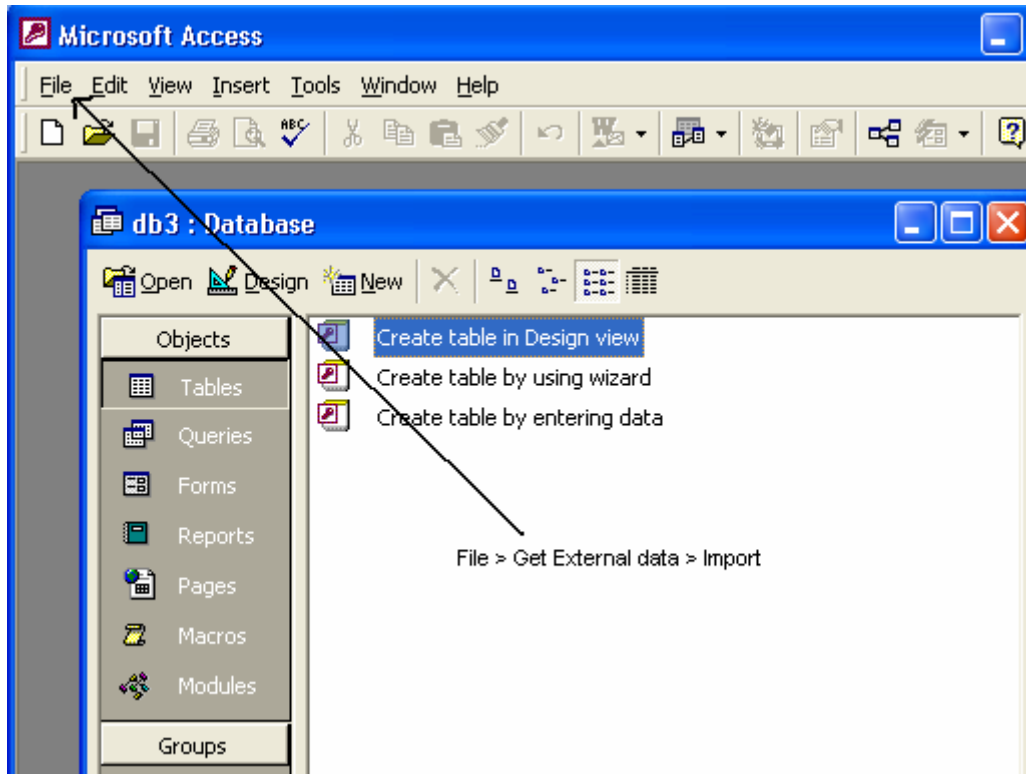 Microsoft Access
File Edit View Insert Tools Window Help
ABC
W
db3 : Database
Open Design New
Objects
Create table in Design view
Tables
Create table by using wizard
Create table by entering data
Queries
Forms
Reports
File > Get External data > Import
Pages
Macros
Modules
Groups